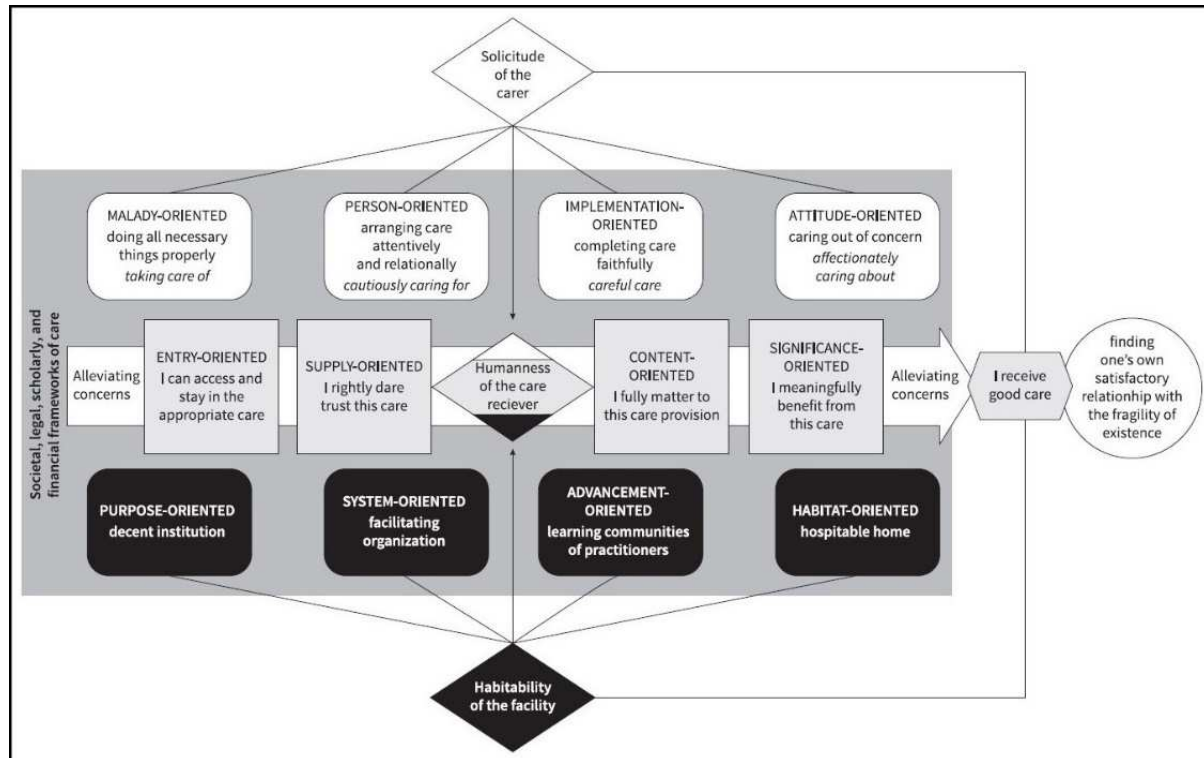 Solicitude
of the
carer
MALADY-ORIENTED
doing all necessary
things properly
taking care of
PERSON-ORIENTED
arranging care
attentively
and relationally
cautiously caring for
IMPLEMENTATION-
ORIENTED
completing care
faithfully
careful care
ATTITUDE-ORIENTED
caring out of concern
affectionately
caring about
Societal, legal, scholarly, and
financial frameworks of care
Alleviating
concerns
ENTRY-ORIENTED
I can access and
stay in the
appropriate care
SUPPLY-ORIENTED
I rightly dare
trust this care
Humanness
of the care
reciever
CONTENT-
ORIENTED
I fully matter to
this care provision
SIGNIFICANCE-
ORIENTED
I meaningfully
benefit from
this care
Alleviating
concerns
I receive
good care
finding
one's own
satisfactory
relationship with
the fragility of
existence
PURPOSE-ORIENTED
decent institution
SYSTEM-ORIENTED
facilitating
organization
ADVANCEMENT-
ORIENTED
learning communities
of practitioners
HABITAT-ORIENTED
hospitable home
Habitability
of the facility